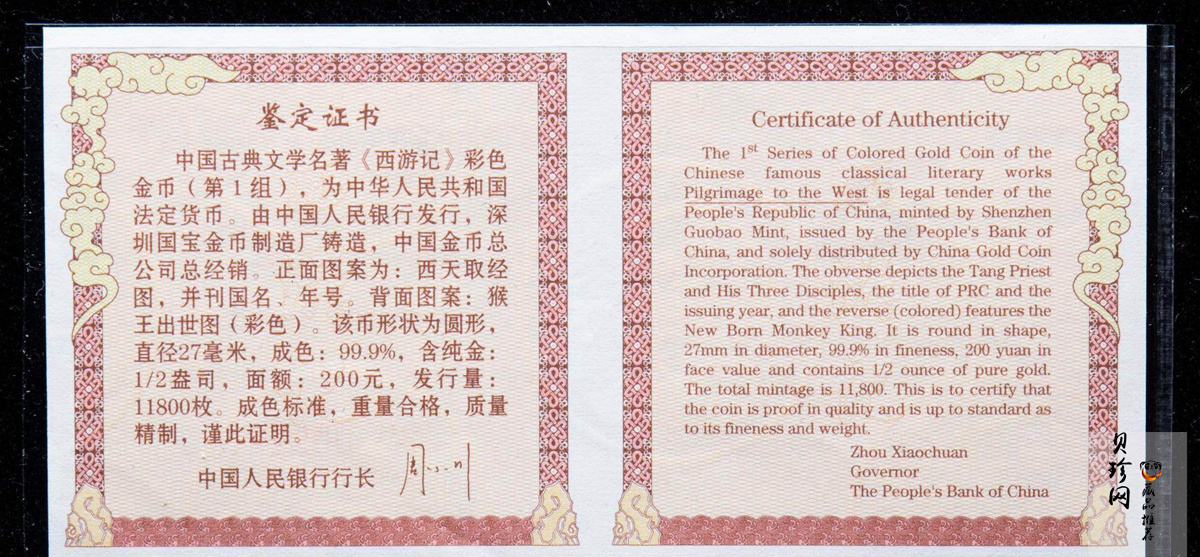 鉴定证书
中国古典文学名著《西游记》彩色
金币（第1组），为中华人民共和国
法定货币。由中国人民银行发行，深
圳国宝金币制造厂铸造，中国金币总
公司总经销。正面图案为：西天取经
图，并刊国名、年号。背面图案：猴
王出世图（彩色）。该币形状为圆形，
直径27毫米，成色：99.9%，含纯金：
1/2盎司，面额：200元，发行量：
11800枚。成色标准，重量合格，质量
精制，谨此证明。
中国人民银行行长 周小川
Certificate of Authenticity
The 1st Series of Colored Gold Coin of the
Chinese famous classical literary works
Pilgrimage to the West is legal tender of the
People's Republic of China, minted by Shenzhen
Guobao Mint, issued by the People's Bank of
China, and solely distributed by China Gold Coin
Incorporation. The obverse depicts the Tang Priest
and His Three Disciples, the title of PRC and the
issuing year, and the reverse (colored) features the
New Born Monkey King. It is round in shape,
27mm in diameter, 99.9% in fineness, 200 yuan in
face value and contains 1/2 ounce of pure gold.
The total mintage is 11,800. This is to certify that
the coin is proof in quality and is up to standard as
to its fineness and weight.
Zhou Xiaochuan
Governor
The People's Bank of China
贝珍网
藏品推荐